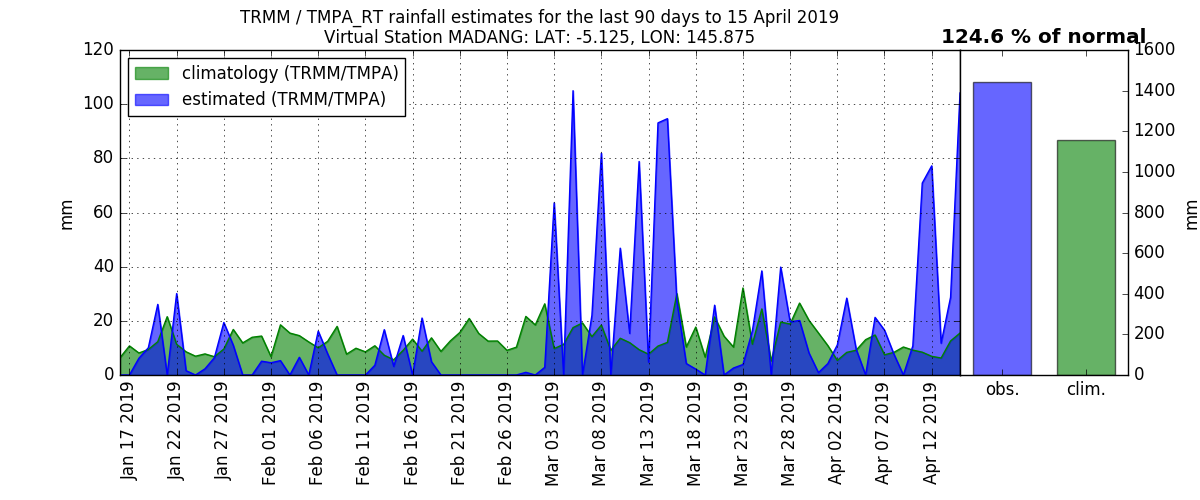 TRMM / TMPA_RT rainfall estimates for the last 90 days to 15 April 2019
Virtual Station MADANG: LAT: -5.125, LON: 145.875
124.6 % of normal
climatology (TRMM/TMPA)
estimated (TRMM/TMPA)
mm
120
100
80
60
40
20
0
Jan 17 2019
Jan 22 2019
Jan 27 2019
Feb 01 2019
Feb 06 2019
Feb 11 2019
Feb 16 2019
Feb 21 2019
Feb 26 2019
Mar 03 2019
Mar 08 2019
Mar 13 2019
Mar 18 2019
Mar 23 2019
Mar 28 2019
Apr 02 2019
Apr 07 2019
Apr 12 2019
obs.
clim.
1600
1400
1200
1000
800
600
400
200
0
mm